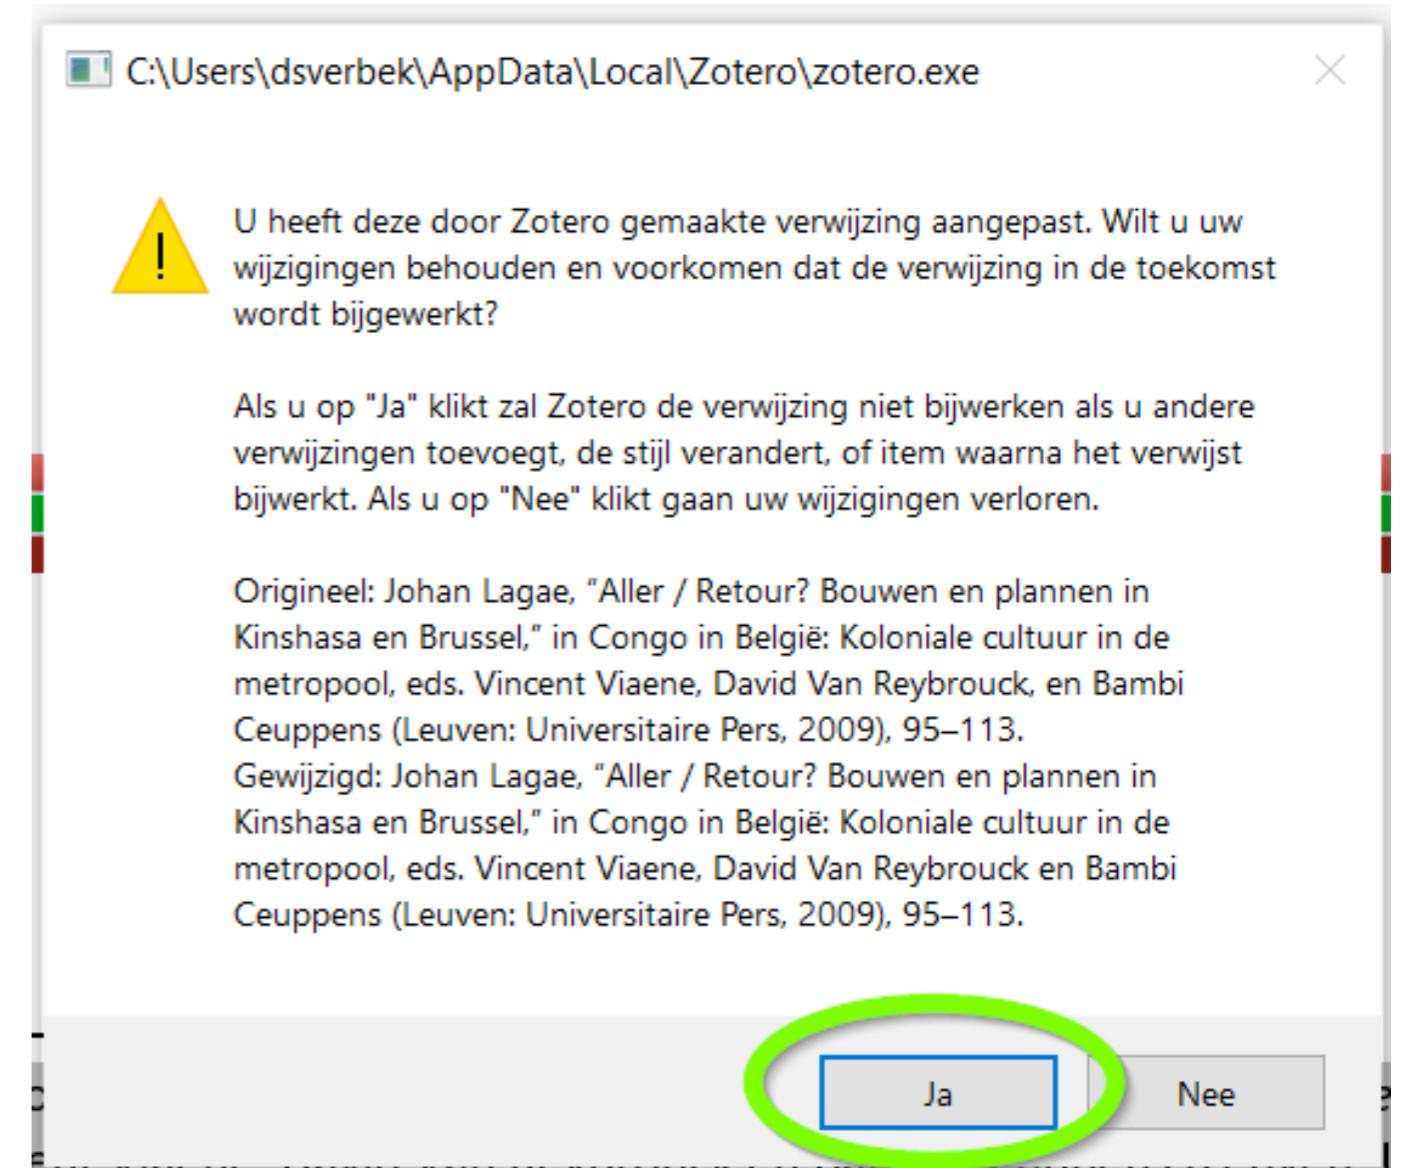 C:\Users\dsverbek\AppData\Local\Zotero\zotero.exe
U heeft deze door Zotero gemaakte verwijzing aangepast. Wilt u uw
wijzigingen behouden en voorkomen dat de verwijzing in de toekomst
wordt bijgewerkt?
Als u op "Ja" klikt zal Zotero de verwijzing niet bijwerken als u andere
verwijzingen toevoegt, de stijl verandert, of item waarna het verwijst
bijwerkt. Als u op "Nee" klikt gaan uw wijzigingen verloren.
Origineel: Johan Lagae, “Aller / Retour? Bouwen en plannen in
Kinshasa en Brussel,” in Congo in België: Koloniale cultuur in de
metropool, eds. Vincent Viaene, David Van Reybrouck, en Bambi
Ceuppens (Leuven: Universitaire Pers, 2009), 95–113.
Gewijzigd: Johan Lagae, “Aller / Retour? Bouwen en plannen in
Kinshasa en Brussel,” in Congo in België: Koloniale cultuur in de
metropool, eds. Vincent Viaene, David Van Reybrouck en Bambi
Ceuppens (Leuven: Universitaire Pers, 2009), 95–113.
Ja
Nee